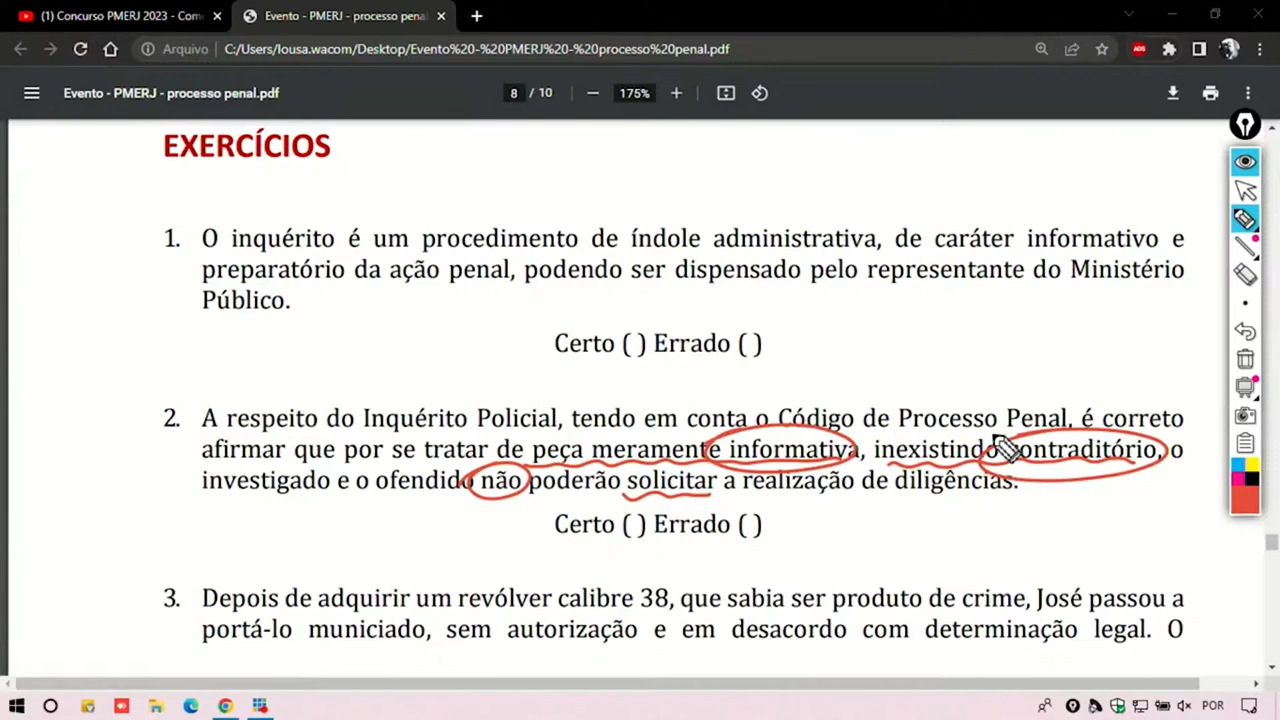 (1) Concurso PMERJ 2023 - Com
Evento - PMERJ - processo pena
Arquivo
C:/Users/lousa.wacom/Desktop/Evento%20-%20PMERJ%20-%20processo%20penal.pdf
ADS
Evento - PMERJ - processo penal.pdf
8 / 10
175%
EXERCÍCIOS
1. O inquérito é um procedimento de índole administrativa, de caráter informativo e
preparatório da ação penal, podendo ser dispensado pelo representante do Ministério
Público.
Certo ( ) Errado ( )
2. A respeito do Inquérito Policial, tendo em conta o Código de Processo Penal, é correto
afirmar que por se tratar de peça meramente informativa, inexistindo contraditório, o
investigado e o ofendido não poderão solicitar a realização de diligências.
Certo ( ) Errado ( )
3. Depois de adquirir um revólver calibre 38, que sabia ser produto de crime, José passou a
portá-lo municiado, sem autorização e em desacordo com determinação legal. O
POR